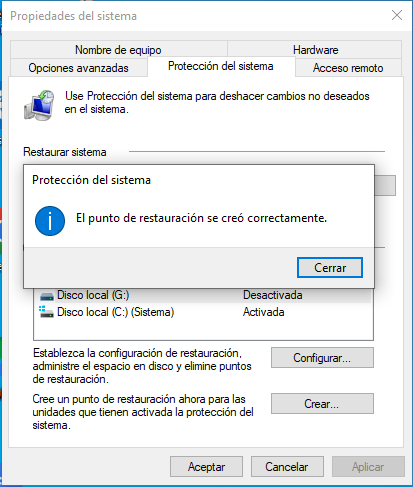 Propiedades del sistema
Nombre de equipo
Hardware
Opciones avanzadas
Protección del sistema
Acceso remoto
Use Protección del sistema para deshacer cambios no deseados
en el sistema.
Restaurar sistema
Protección del sistema
El punto de restauración se creó correctamente.
Cerrar
Disco local (G:) Desactivada
Disco local (C:) (Sistema) Activada
Establezca la configuración de restauración,
administre el espacio en disco y elimine puntos
de restauración.
Configurar...
Cree un punto de restauración ahora para las
unidades que tienen activada la protección del
sistema.
Crear...
Aceptar
Cancelar
Aplicar